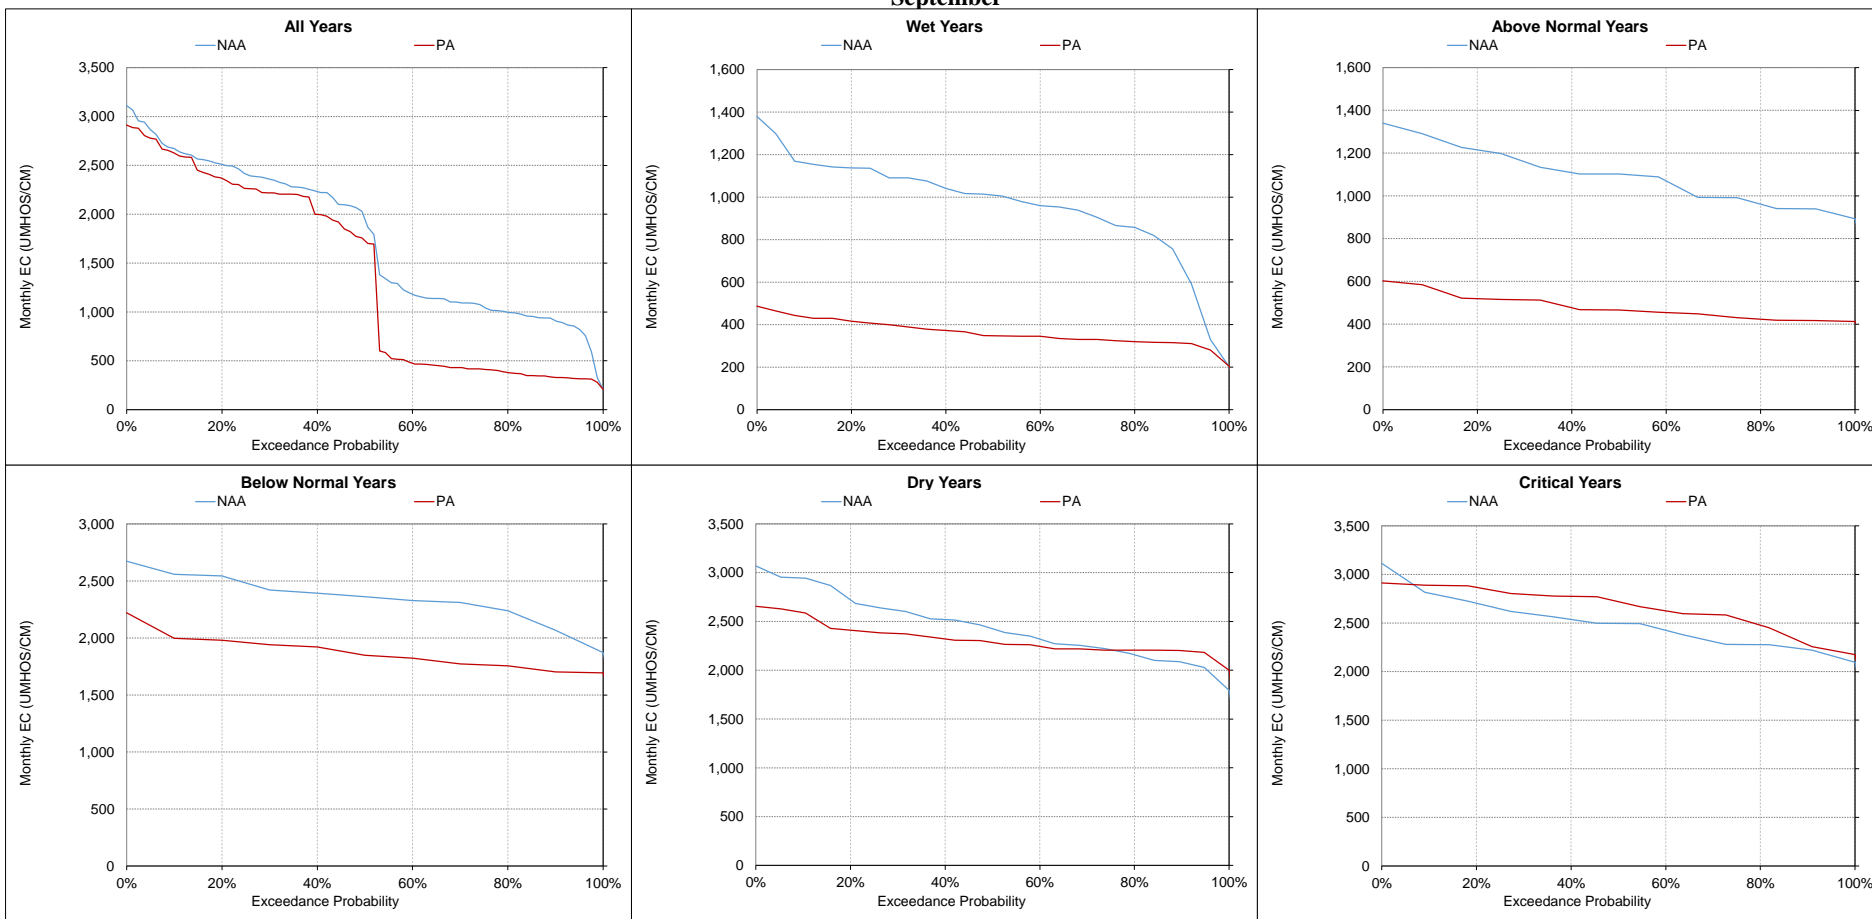 September
All Years
NAA PA
3,500
3,000
2,500
2,000
1,500
1,000
500
0
Monthly EC (UMHOS/CM)
0% 20% 40% 60% 80% 100%
Exceedance Probability
Wet Years
NAA PA
1,600
1,400
1,200
1,000
800
600
400
200
0
Monthly EC (UMHOS/CM)
0% 20% 40% 60% 80% 100%
Exceedance Probability
Above Normal Years
NAA PA
1,600
1,400
1,200
1,000
800
600
400
200
0
Monthly EC (UMHOS/CM)
0% 20% 40% 60% 80% 100%
Exceedance Probability
Below Normal Years
NAA PA
3,000
2,500
2,000
1,500
1,000
500
0
Monthly EC (UMHOS/CM)
0% 20% 40% 60% 80% 100%
Exceedance Probability
Dry Years
NAA PA
3,500
3,000
2,500
2,000
1,500
1,000
500
0
Monthly EC (UMHOS/CM)
0% 20% 40% 60% 80% 100%
Exceedance Probability
Critical Years
NAA PA
3,500
3,000
2,500
2,000
1,500
1,000
500
0
Monthly EC (UMHOS/CM)
0% 20% 40% 60% 80% 100%
Exceedance Probability